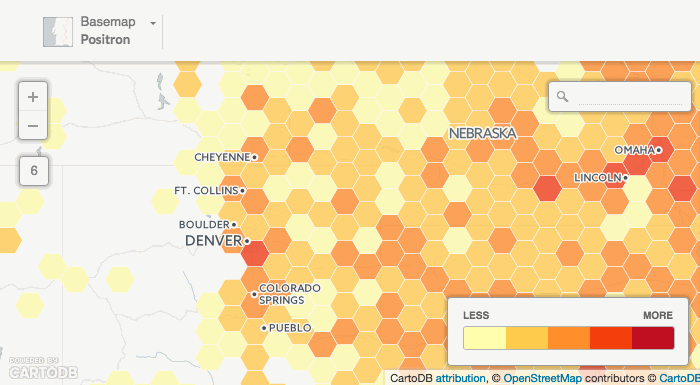 Basemap
Positron
+
−
6
NEBRASKA
OMAHA
LINCOLN
CHEYENNE
FT. COLLINS
BOULDER
DENVER
COLORADO
SPRINGS
PUEBLO
LESS MORE
POWERED BY
CARTODB
CartoDB attribution, © OpenStreetMap contributors © CartoDB